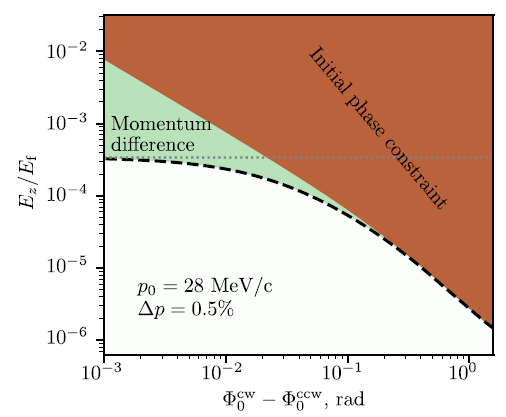 10^{-2}
10^{-3}
10^{-4}
10^{-5}
10^{-6}
E_z/E_f
Initial phase constraint
Momentum
difference
p_0 = 28 MeV/c
Δp = 0.5%
10^{-3} 10^{-2} 10^{-1} 10^{0}
Φ_0^{cw} − Φ_0^{ccw}, rad